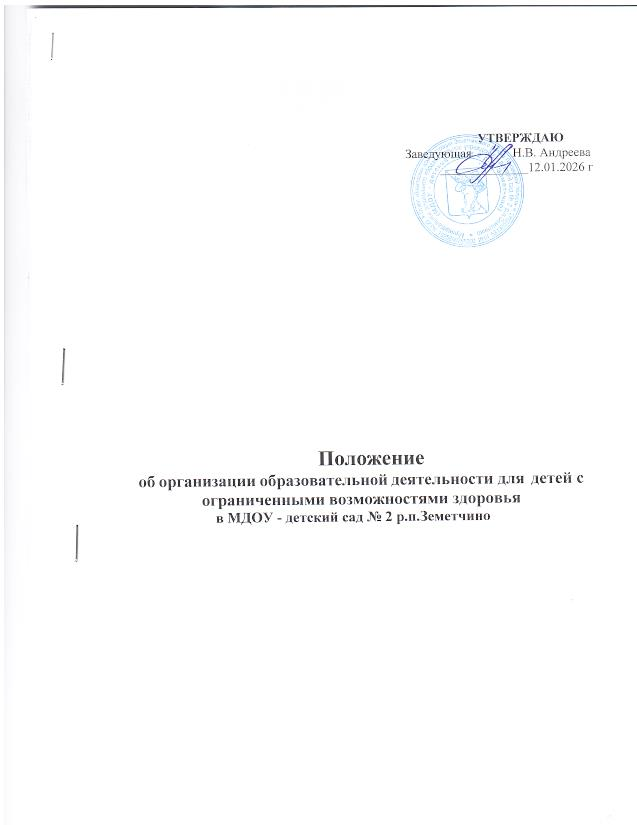 УТВЕРЖДАЮ
Заведующая Н.В. Андреева
12.01.2026 г
Положение
об организации образовательной деятельности для детей с
ограниченными возможностями здоровья
в МДОУ - детский сад № 2 р.п.Земетчино